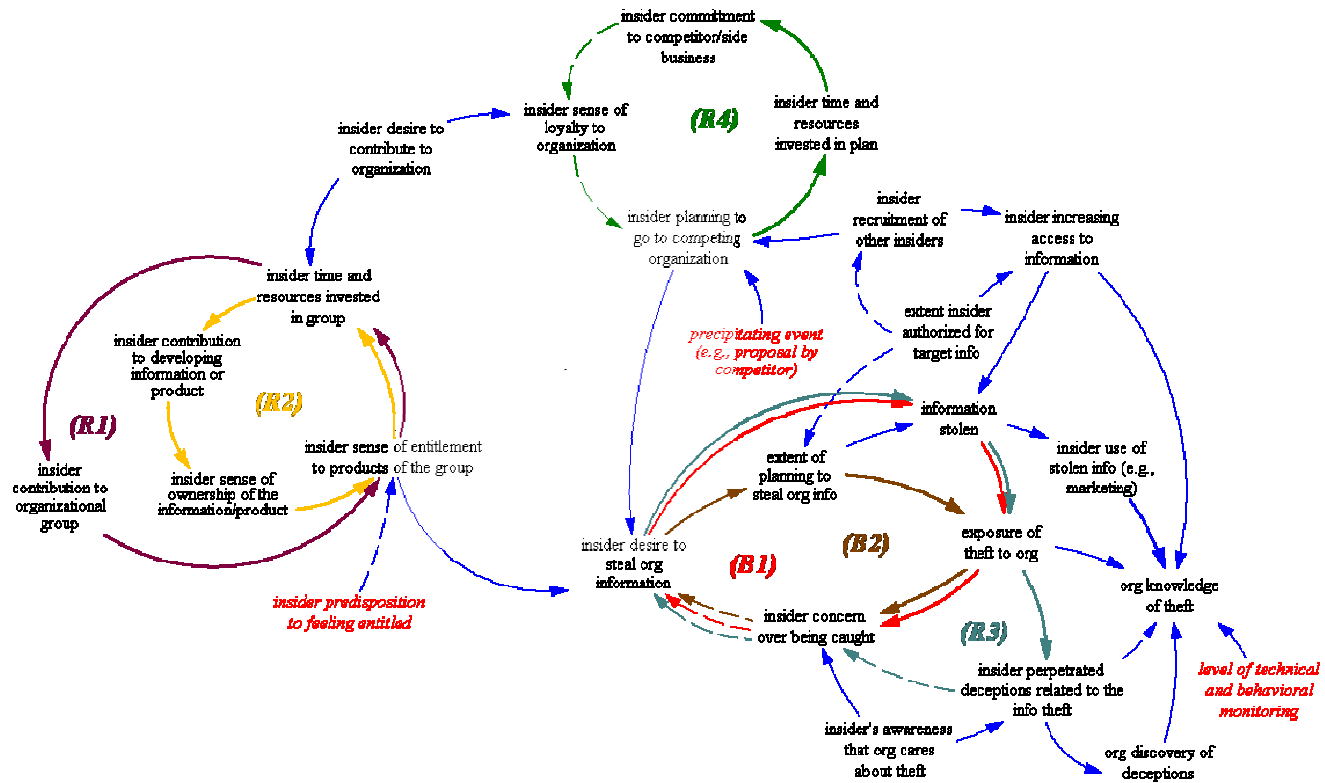 insider commitment
to competitor/side
business
insider sense of
loyalty to
organization
(R4)
insider time and
resources
invested in plan
insider desire to
contribute to
organization
insider planning to
go to competing
organization
insider
recruitment of
other insiders
insider increasing
access to
information
insider time and
resources invested
in group
precipitating event
(e.g., proposal by
competitor)
extent insider
authorized for
target info
insider contribution
to developing
information or
product
(R2)
(R1)
information
stolen
insider sense of entitlement
to products of the group
insider use of
stolen info (e.g.,
marketing)
extent of
planning to
steal org info
insider
contribution to
organizational
group
insider sense of
ownership of the
information/product
insider desire to
steal org
information
(B1)
(B2)
exposure of
theft to org
org knowledge
of theft
insider predisposition
to feeling entitled
insider concern
over being caught
(R3)
insider perpetrated
deceptions related to the
info theft
level of technical
and behavioral
monitoring
insider's awareness
that org cares
about theft
org discovery of
deceptions